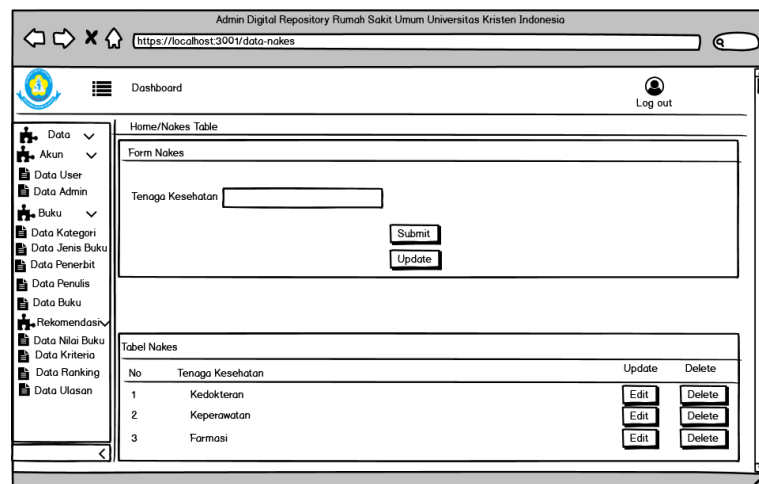 Admin Digital Repository Rumah Sakit Umum Universitas Kristen Indonesia
https://localhost:3001/data-nakes
Dashboard
Log out
Data
Akun
Data User
Data Admin
Buku
Data Kategori
Data Jenis Buku
Data Penerbit
Data Penulis
Data Buku
Rekomendasi
Data Nilai Buku
Data Kriteria
Data Ranking
Data Ulasan
Home/Nakes Table
Form Nakes
Tenaga Kesehatan
Submit
Update
Tabel Nakes
No Tenaga Kesehatan Update Delete
1 Kedokteran Edit Delete
2 Keperawatan Edit Delete
3 Farmasi Edit Delete